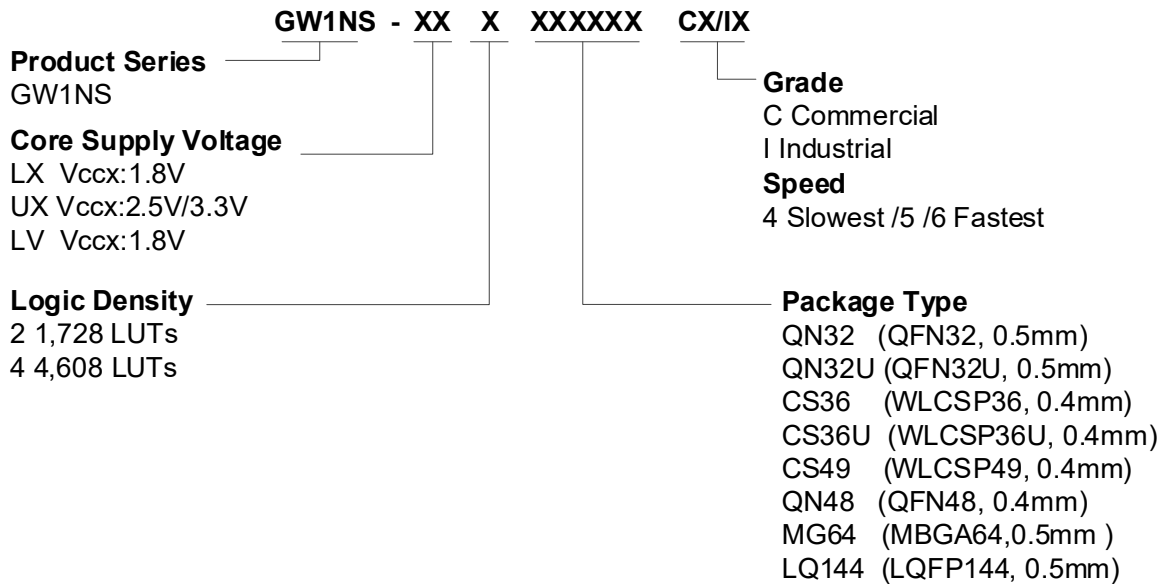 GW1NS - XX X XXXXXX CX/IX
Product Series
GW1NS
Core Supply Voltage
LX Vccx:1.8V
UX Vccx:2.5V/3.3V
LV Vccx:1.8V
Logic Density
2 1,728 LUTs
4 4,608 LUTs
Grade
C Commercial
I Industrial
Speed
4 Slowest /5 /6 Fastest
Package Type
QN32 (QFN32, 0.5mm)
QN32U (QFN32U, 0.5mm)
CS36 (WLCSP36, 0.4mm)
CS36U (WLCSP36U, 0.4mm)
CS49 (WLCSP49, 0.4mm)
QN48 (QFN48, 0.4mm)
MG64 (MBGA64,0.5mm )
LQ144 (LQFP144, 0.5mm)